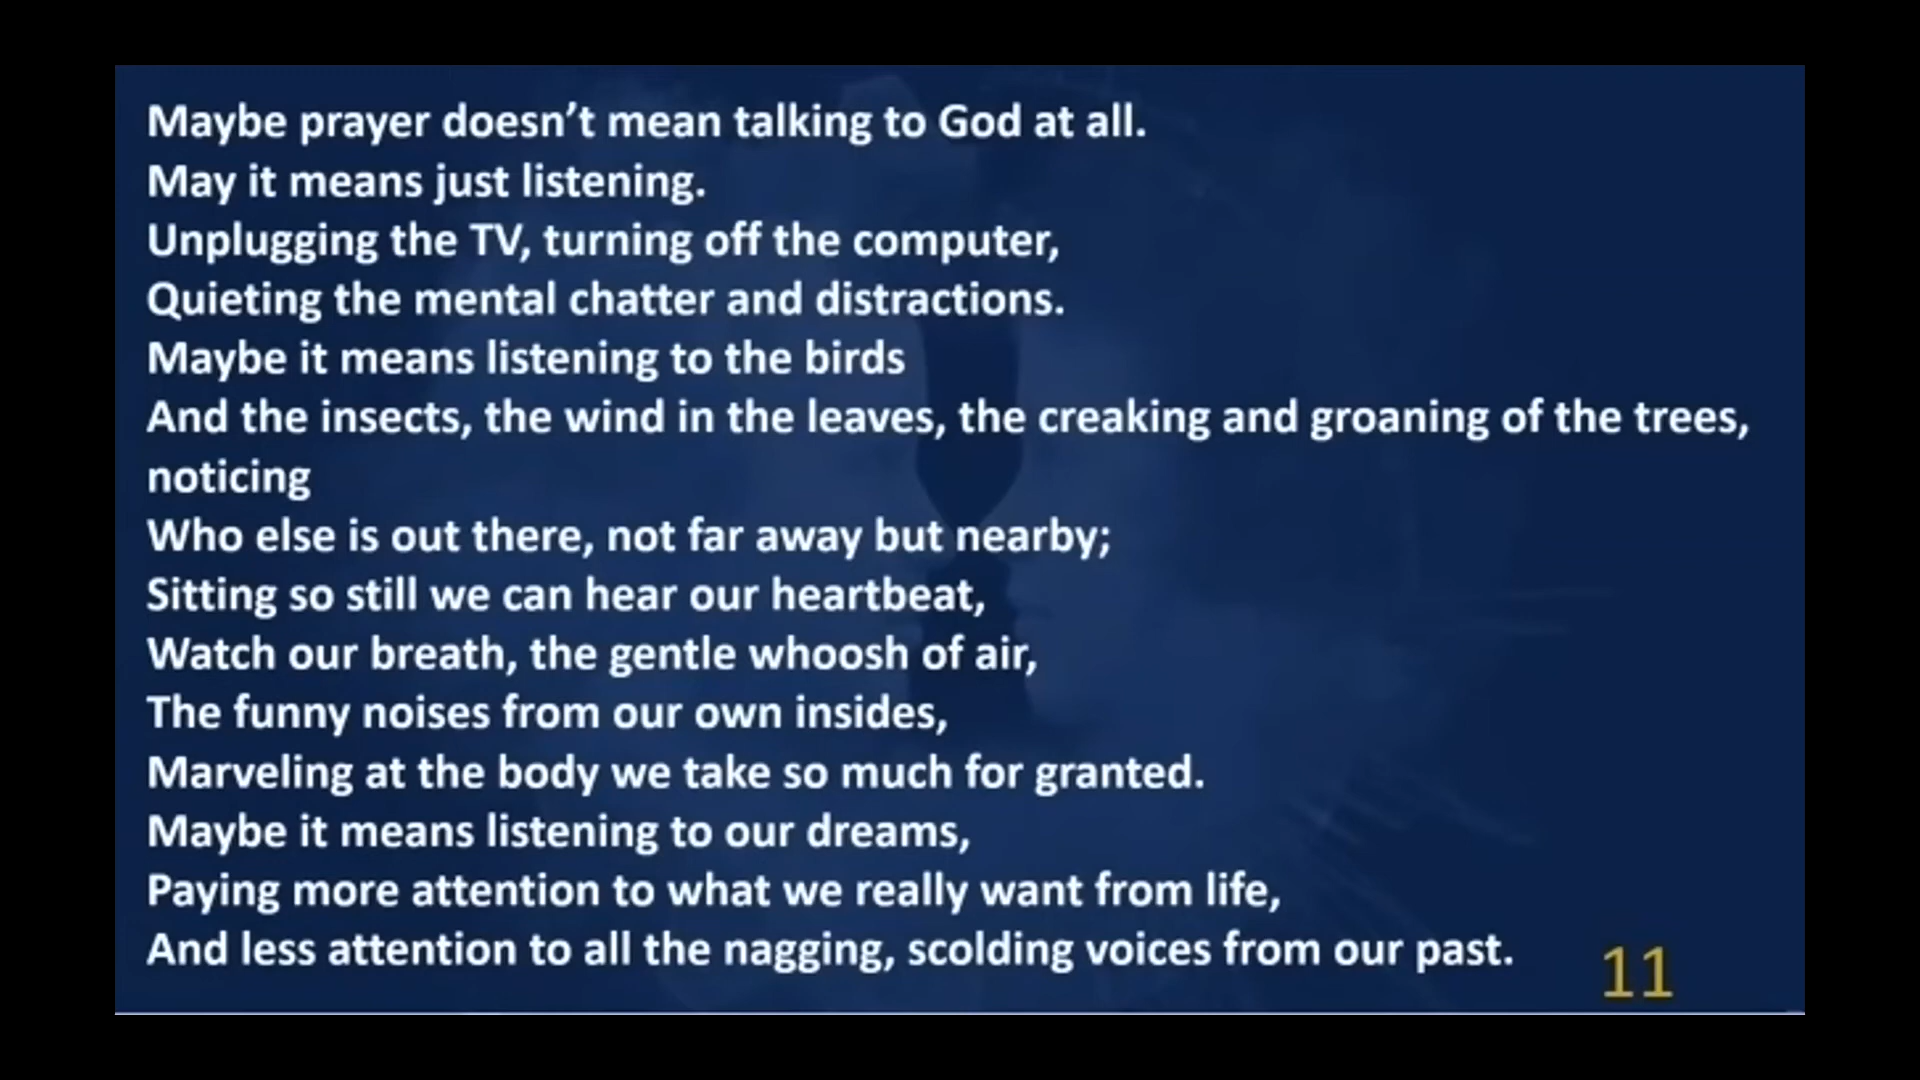 Maybe prayer doesn’t mean talking to God at all.
May it means just listening.
Unplugging the TV, turning off the computer,
Quieting the mental chatter and distractions.
Maybe it means listening to the birds
And the insects, the wind in the leaves, the creaking and groaning of the trees,
noticing
Who else is out there, not far away but nearby;
Sitting so still we can hear our heartbeat,
Watch our breath, the gentle whoosh of air,
The funny noises from our own insides,
Marveling at the body we take so much for granted.
Maybe it means listening to our dreams,
Paying more attention to what we really want from life,
And less attention to all the nagging, scolding voices from our past.
11